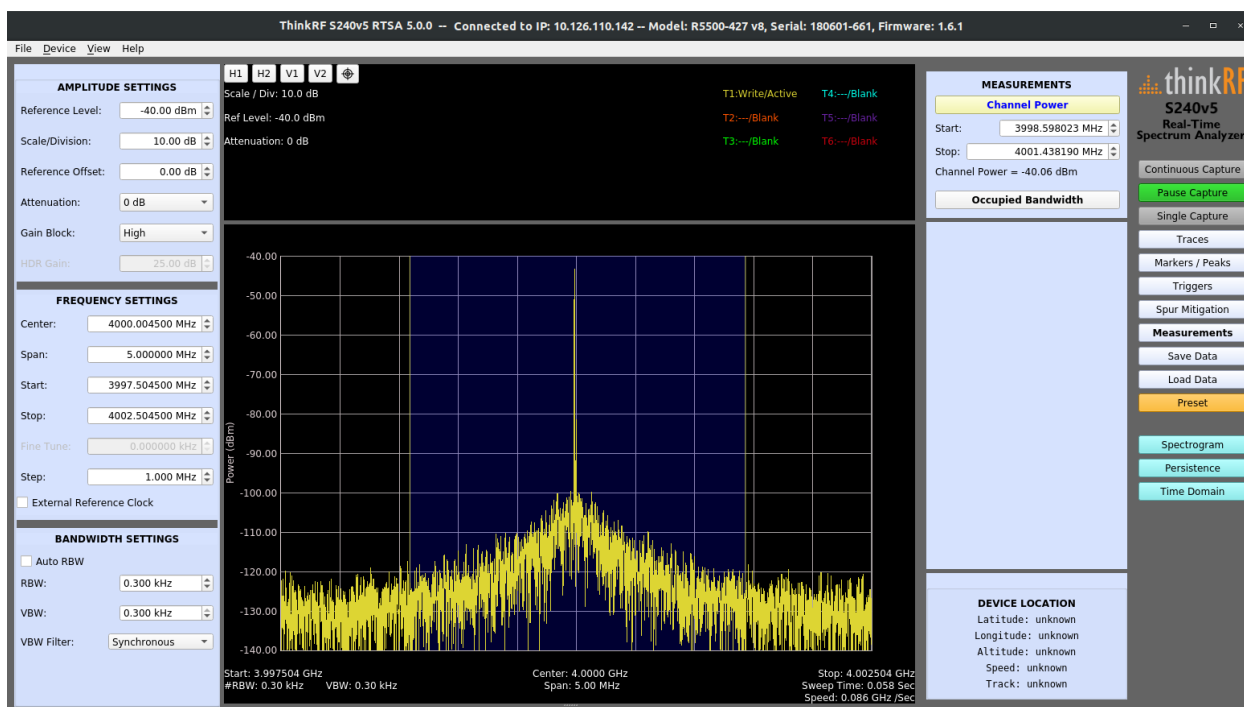 ThinkRF S240v5 RTSA 5.0.0 -- Connected to IP: 10.126.110.142 -- Model: R5500-427 v8, Serial: 180601-661, Firmware: 1.6.1
File Device View Help
AMPLITUDE SETTINGS
Reference Level: -40.00 dBm
Scale/Division: 10.00 dB
Reference Offset: 0.00 dB
Attenuation: 0 dB
Gain Block: High
HDR Gain: 25.00 dB
FREQUENCY SETTINGS
Center: 4000.004500 MHz
Span: 5.000000 MHz
Start: 3997.504500 MHz
Stop: 4002.504500 MHz
Fine Tune: 0.000000 kHz
Step: 1.000 MHz
External Reference Clock
BANDWIDTH SETTINGS
Auto RBW
RBW: 0.300 kHz
VBW: 0.300 kHz
VBW Filter: Synchronous
H1 H2 V1 V2
Scale / Div: 10.0 dB
Ref Level: -40.0 dBm
Attenuation: 0 dB
T1:Write/Active T4:---/Blank
T2:---/Blank T5:---/Blank
T3:---/Blank T6:---/Blank
Power (dBm)
-40.00
-50.00
-60.00
-70.00
-80.00
-90.00
-100.00
-110.00
-120.00
-130.00
-140.00
Start: 3.997504 GHz Center: 4.0000 GHz Stop: 4.002504 GHz
#RBW: 0.30 kHz VBW: 0.30 kHz Span: 5.00 MHz Sweep Time: 0.058 Sec
Speed: 0.086 GHz /Sec
MEASUREMENTS
Channel Power
Start: 3998.598023 MHz
Stop: 4001.438190 MHz
Channel Power = -40.06 dBm
Occupied Bandwidth
DEVICE LOCATION
Latitude: unknown
Longitude: unknown
Altitude: unknown
Speed: unknown
Track: unknown
thinkRF
S240v5
Real-Time
Spectrum Analyzer
Continuous Capture
Pause Capture
Single Capture
Traces
Markers / Peaks
Triggers
Spur Mitigation
Measurements
Save Data
Load Data
Preset
Spectrogram
Persistence
Time Domain